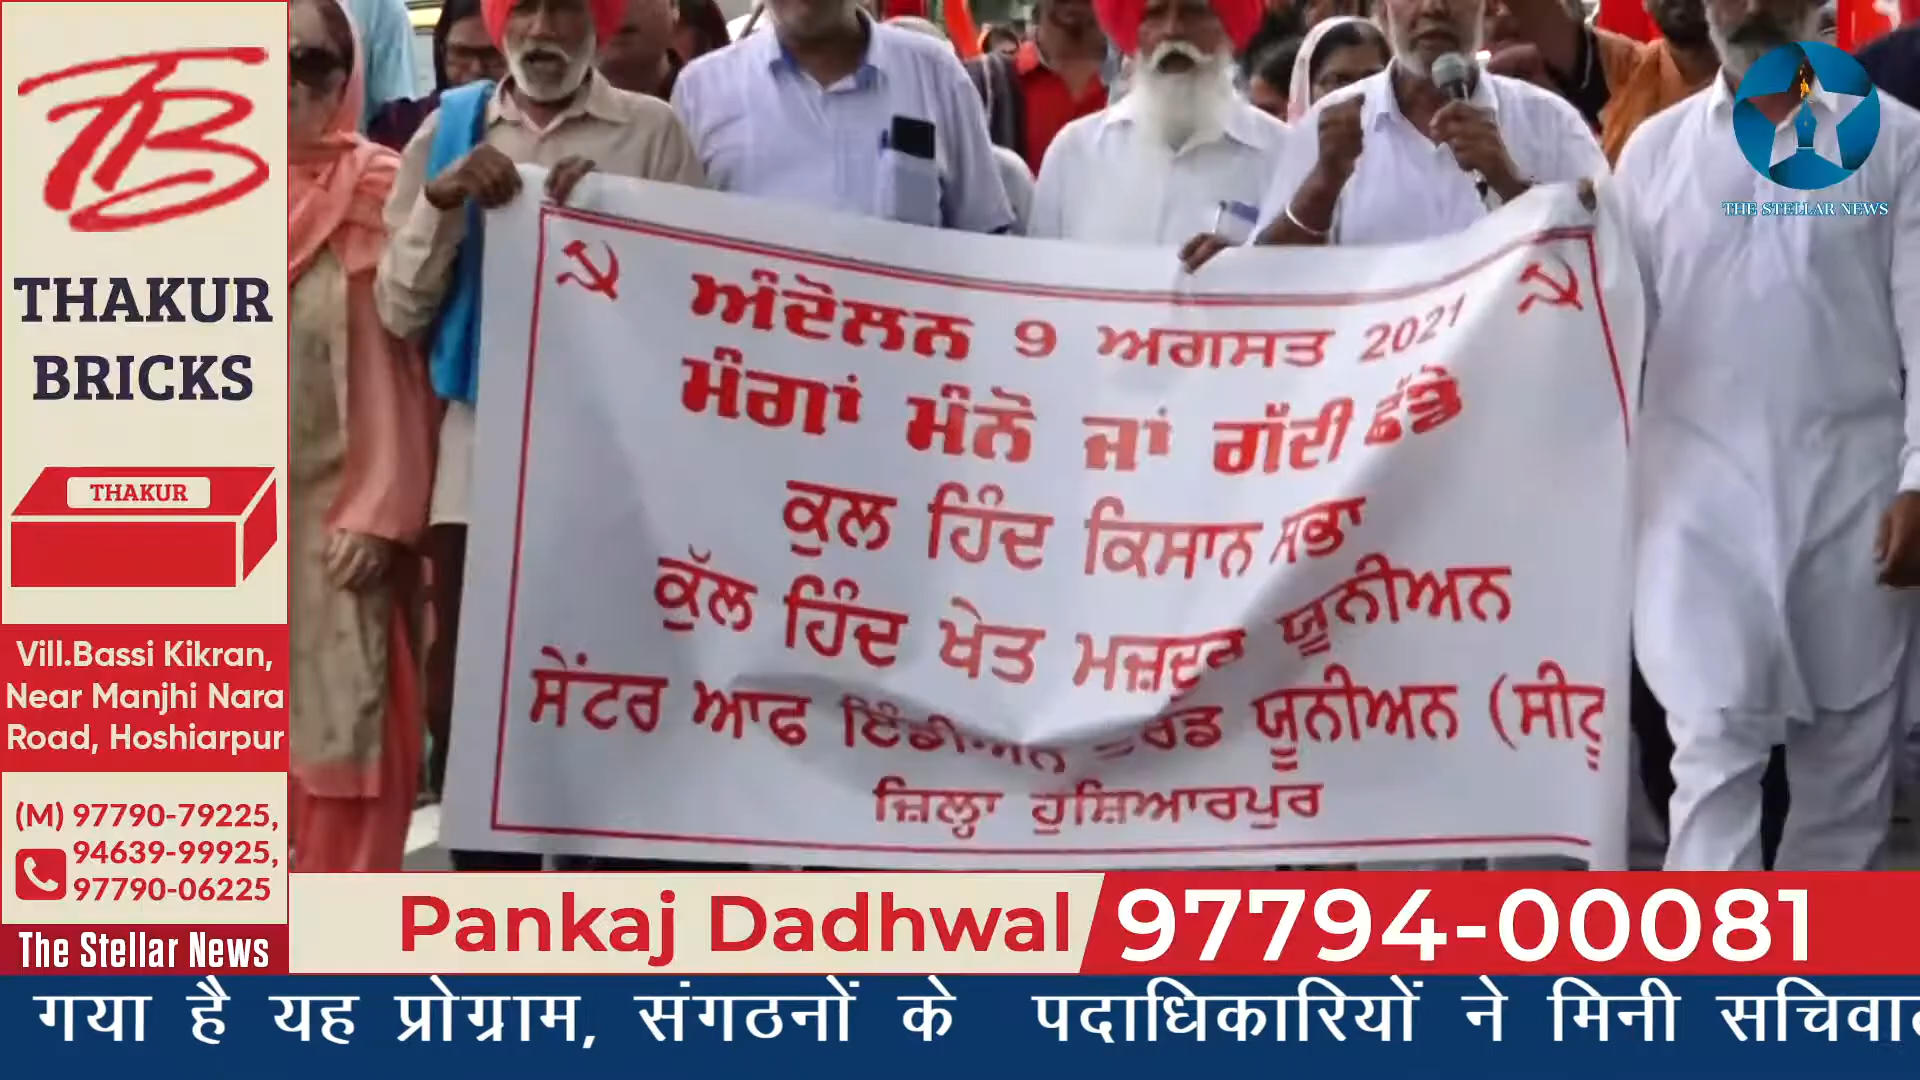 TB
THAKUR
BRICKS
THAKUR
Vill.Bassi Kikran,
Near Manjhi Nara
Road, Hoshiarpur
(M) 97790-79225,
94639-99925,
97790-06225
The Stellar News
THE STELLAR NEWS
ਅੰਦੋਲਨ 9 ਅਗਸਤ 2021
ਮੰਗਾਂ ਮੰਨੋ ਜਾਂ ਗੱਦੀ ਛੱਡੋ
ਕੁਲ ਹਿੰਦ ਕਿਸਾਨ ਸਭਾ
ਕੁੱਲ ਹਿੰਦ ਖੇਤ ਮਜ਼ਦੂਰ ਯੂਨੀਅਨ
ਸੇਂਟਰ ਆਫ ਇੰਡੀਅਨ ਯੂਨੀਅਨ (ਸੀਟੂ
ਜ਼ਿਲ੍ਹਾ ਹੁਸ਼ਿਆਰਪੁਰ
Pankaj Dadhwal 97794-00081
गया है यह प्रोग्राम, संगठनों के पदाधिकारियों ने मिनी